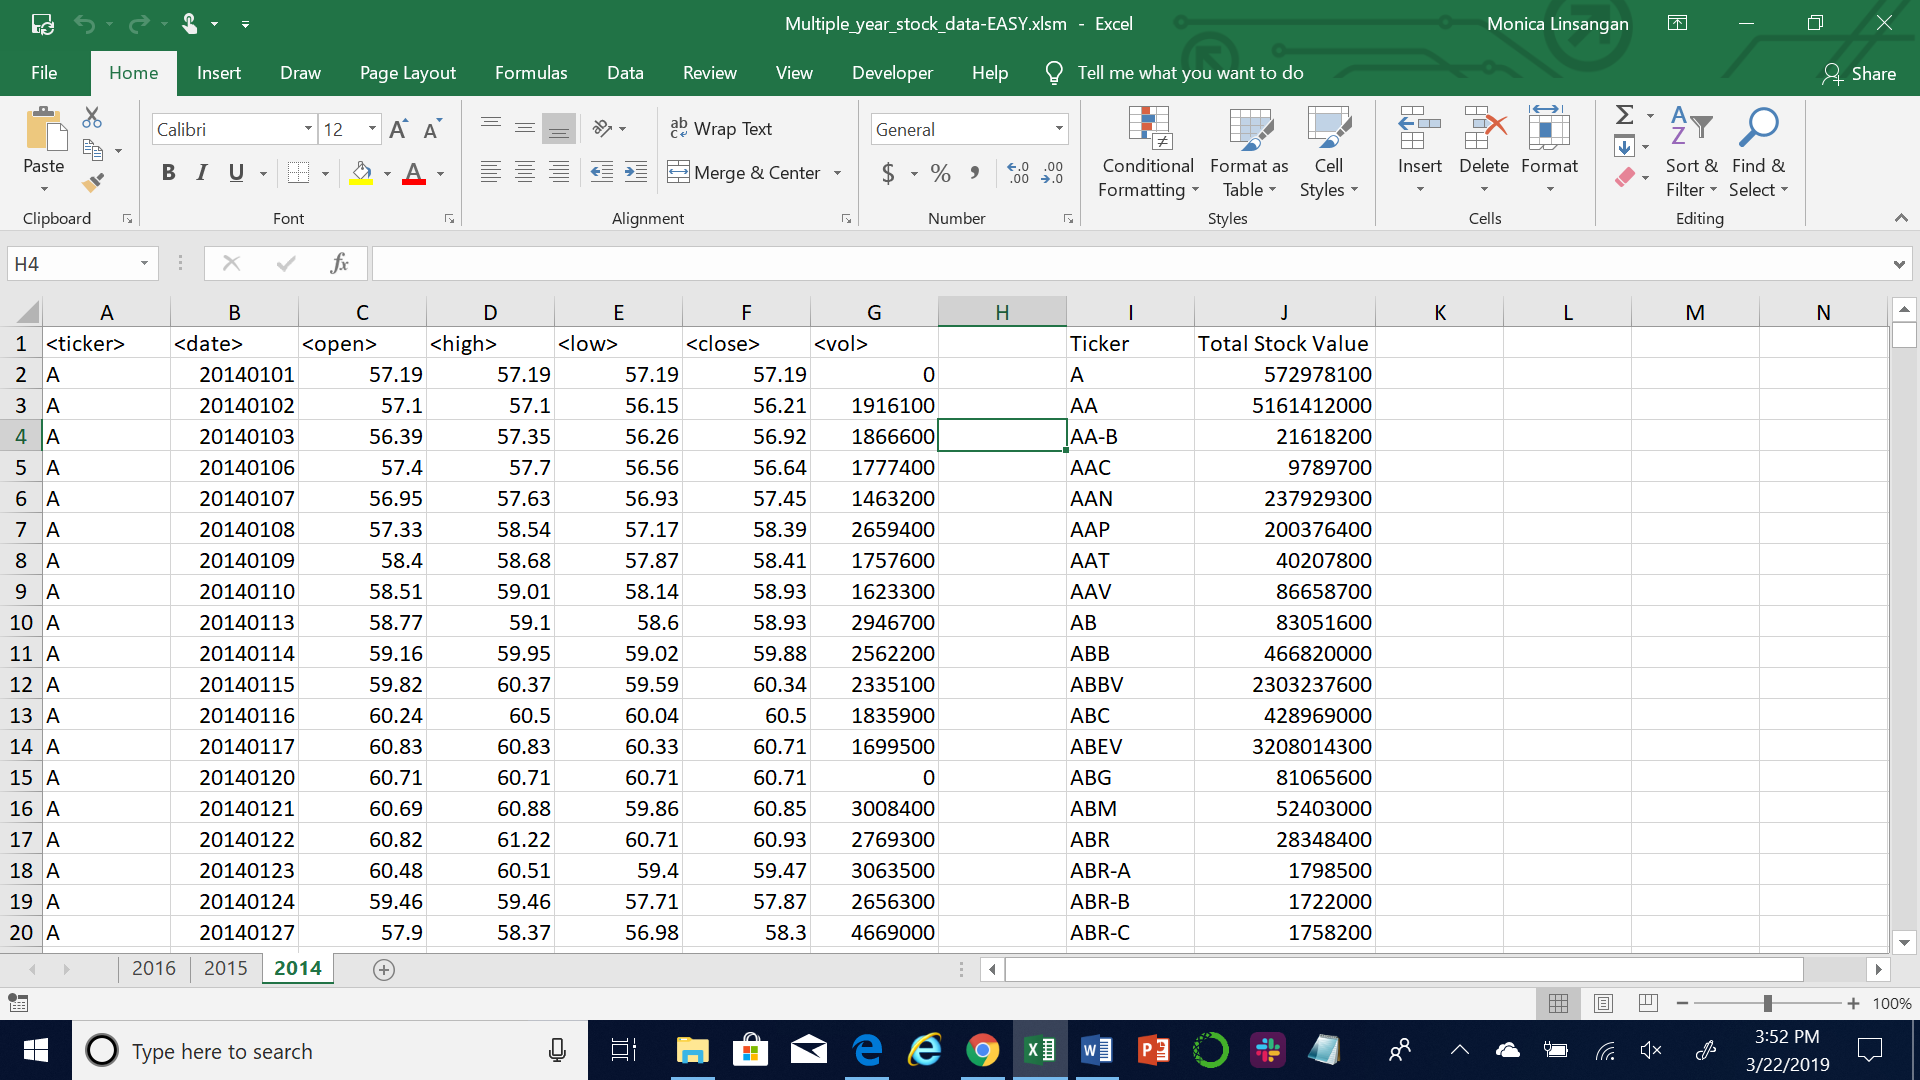 Multiple_year_stock_data-EASY.xlsm - Excel
Monica Linsangan
File Home Insert Draw Page Layout Formulas Data Review View Developer Help Tell me what you want to do Share
Paste Calibri 12 Wrap Text General Conditional Formatting Format as Table Cell Styles Insert Delete Format Sort & Filter Find & Select
B I U Merge & Center $ % ,
Clipboard Font Alignment Number Styles Cells Editing
H4 fx
A B C D E F G H I J K L M N
1 <ticker> <date> <open> <high> <low> <close> <vol> Ticker Total Stock Value
2 A 20140101 57.19 57.19 57.19 57.19 0 A 572978100
3 A 20140102 57.1 57.1 56.15 56.21 1916100 AA 5161412000
4 A 20140103 56.39 57.35 56.26 56.92 1866600 AA-B 21618200
5 A 20140106 57.4 57.7 56.56 56.64 1777400 AAC 9789700
6 A 20140107 56.95 57.63 56.93 57.45 1463200 AAN 237929300
7 A 20140108 57.33 58.54 57.17 58.39 2659400 AAP 200376400
8 A 20140109 58.4 58.68 57.87 58.41 1757600 AAT 40207800
9 A 20140110 58.51 59.01 58.14 58.93 1623300 AAV 86658700
10 A 20140113 58.77 59.1 58.6 58.93 2946700 AB 83051600
11 A 20140114 59.16 59.95 59.02 59.88 2562200 ABB 466820000
12 A 20140115 59.82 60.37 59.59 60.34 2335100 ABBV 2303237600
13 A 20140116 60.24 60.5 60.04 60.5 1835900 ABC 428969000
14 A 20140117 60.83 60.83 60.33 60.71 1699500 ABEV 3208014300
15 A 20140120 60.71 60.71 60.71 60.71 0 ABG 81065600
16 A 20140121 60.69 60.88 59.86 60.85 3008400 ABM 52403000
17 A 20140122 60.82 61.22 60.71 60.93 2769300 ABR 28348400
18 A 20140123 60.48 60.51 59.4 59.47 3063500 ABR-A 1798500
19 A 20140124 59.46 59.46 57.71 57.87 2656300 ABR-B 1722000
20 A 20140127 57.9 58.37 56.98 58.3 4669000 ABR-C 1758200
2016 2015 2014
100%
Type here to search
3:52 PM
3/22/2019